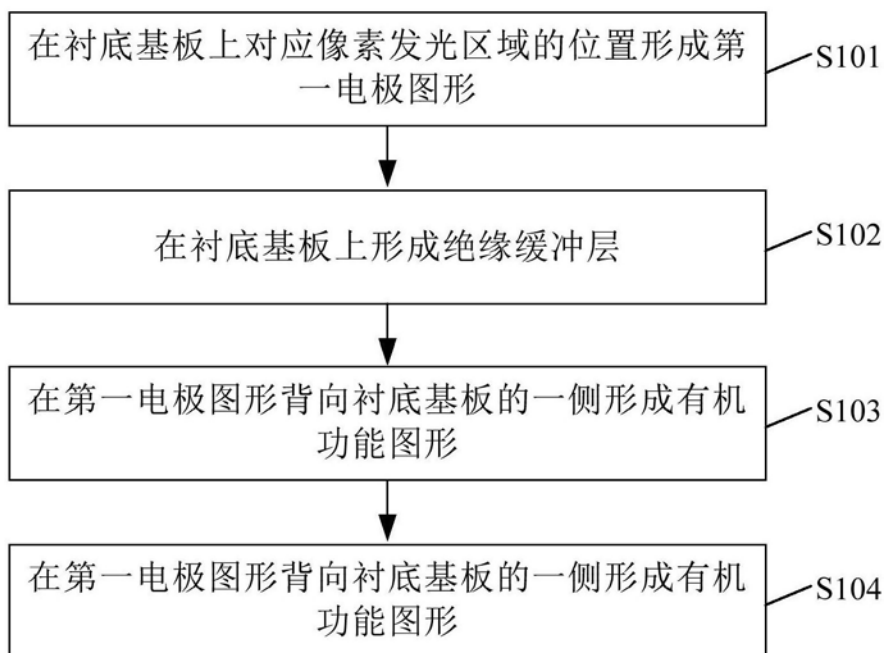 在衬底基板上对应像素发光区域的位置形成第
一电极图形
S101
在衬底基板上形成绝缘缓冲层
S102
在第一电极图形背向衬底基板的一侧形成有机
功能图形
S103
在第一电极图形背向衬底基板的一侧形成有机
功能图形
S104